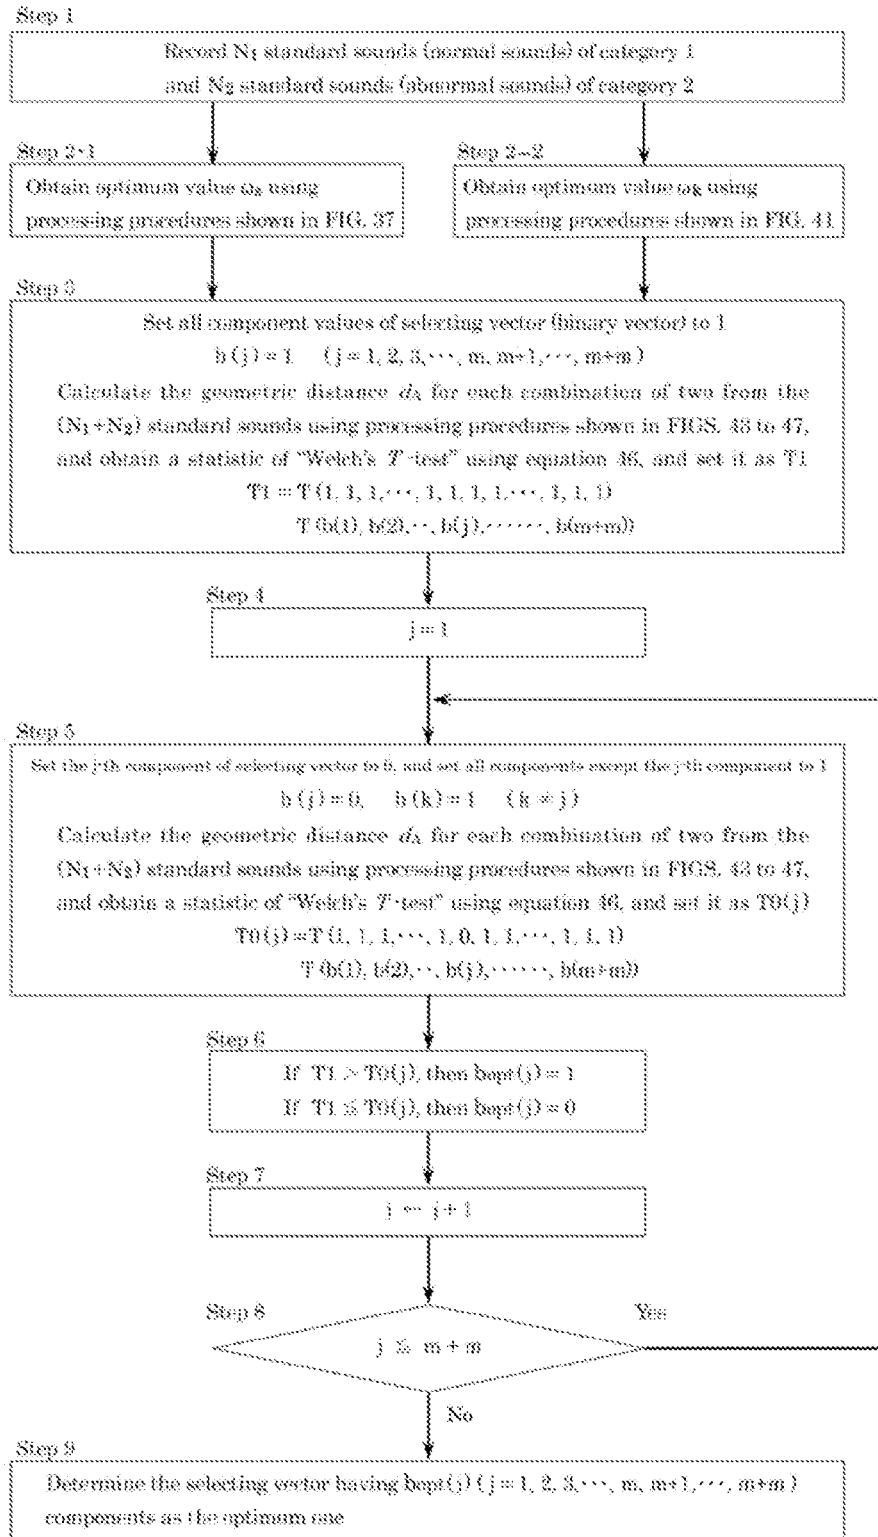 Step 1
Record N₁ standard sounds (normal sounds) of category 1
and N₂ standard sounds (abnormal sounds) of category 2
Step 2-1
Obtain optimum value ωₐ using
processing procedures shown in FIG. 37
Step 2-2
Obtain optimum value ω using
processing procedures shown in FIG. 41
Step 3
Set all component values of selecting vector (binary vector) to 1
b(j)=1 (j=1, 2, 3,···, m, m+1,···, m+m)
Calculate the geometric distance dA for each combination of two from the
(N₁+N₂) standard sounds using processing procedures shown in FIGS. 43 to 47,
and obtain a statistic of "Welch's T-test" using equation 46, and set it as T1
T1=T(1, 1, 1,···, 1, 1, 1, 1,···, 1, 1, 1)
T(b(1), b(2),··, b(j),······, b(m+m))
Step 4
j=1
Step 5
Set the j-th component of selecting vector to 0, and set all components except the j-th component to 1
b(j)=0, b(k)=1 (k≠j)
Calculate the geometric distance dA for each combination of two from the
(N₁+N₂) standard sounds using processing procedures shown in FIGS. 43 to 47,
and obtain a statistic of "Welch's T-test" using equation 46, and set it as T0(j)
T0(j)=T(1, 1, 1,···, 1, 0, 1, 1,···, 1, 1, 1)
T(b(1), b(2),··, b(j),······, b(m+m))
Step 6
If T1 > T0(j), then bopt(j)=1
If T1 ≦ T0(j), then bopt(j)=0
Step 7
j ← j+1
Step 8
Yes
j ≦ m+m
No
Step 9
Determine the selecting vector having bopt(j) (j=1, 2, 3,···, m, m+1,···, m+m)
components as the optimum one